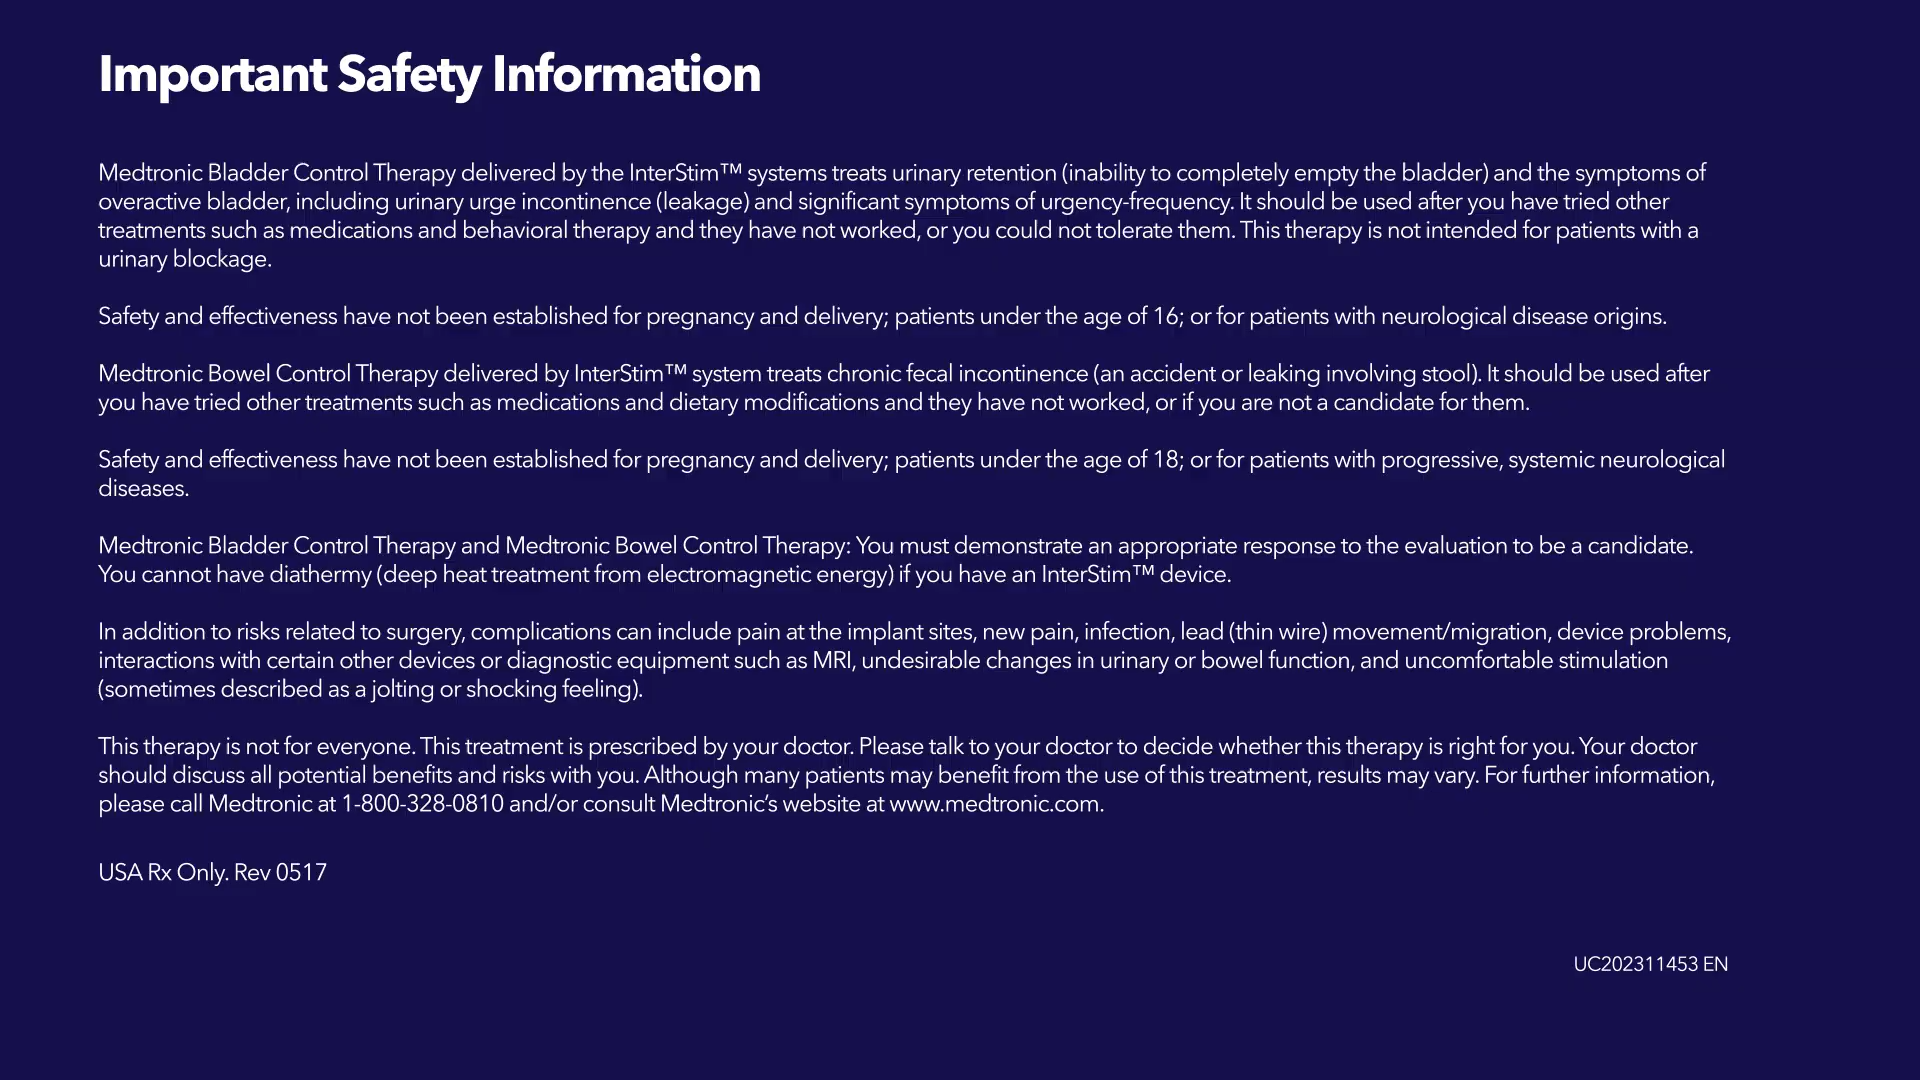 Important Safety Information
Medtronic Bladder Control Therapy delivered by the InterStim™ systems treats urinary retention (inability to completely empty the bladder) and the symptoms of
overactive bladder, including urinary urge incontinence (leakage) and significant symptoms of urgency-frequency. It should be used after you have tried other
treatments such as medications and behavioral therapy and they have not worked, or you could not tolerate them. This therapy is not intended for patients with a
urinary blockage.
Safety and effectiveness have not been established for pregnancy and delivery; patients under the age of 16; or for patients with neurological disease origins.
Medtronic Bowel Control Therapy delivered by InterStim™ system treats chronic fecal incontinence (an accident or leaking involving stool). It should be used after
you have tried other treatments such as medications and dietary modifications and they have not worked, or if you are not a candidate for them.
Safety and effectiveness have not been established for pregnancy and delivery; patients under the age of 18; or for patients with progressive, systemic neurological
diseases.
Medtronic Bladder Control Therapy and Medtronic Bowel Control Therapy: You must demonstrate an appropriate response to the evaluation to be a candidate.
You cannot have diathermy (deep heat treatment from electromagnetic energy) if you have an InterStim™ device.
In addition to risks related to surgery, complications can include pain at the implant sites, new pain, infection, lead (thin wire) movement/migration, device problems,
interactions with certain other devices or diagnostic equipment such as MRI, undesirable changes in urinary or bowel function, and uncomfortable stimulation
(sometimes described as a jolting or shocking feeling).
This therapy is not for everyone. This treatment is prescribed by your doctor. Please talk to your doctor to decide whether this therapy is right for you. Your doctor
should discuss all potential benefits and risks with you. Although many patients may benefit from the use of this treatment, results may vary. For further information,
please call Medtronic at 1-800-328-0810 and/or consult Medtronic’s website at www.medtronic.com.
USA Rx Only. Rev 0517
UC202311453 EN